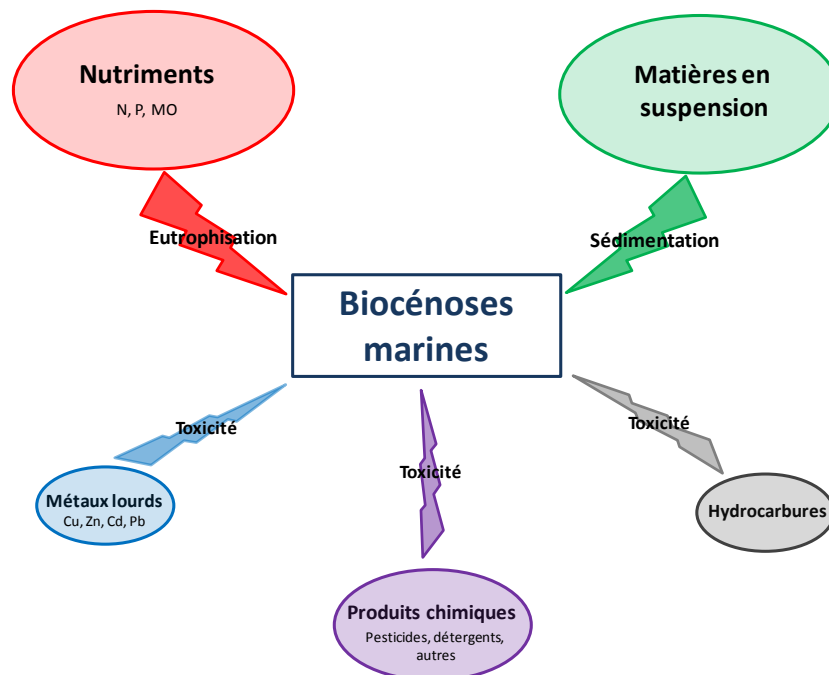 Nutriments
N, P, MO
Matières en
suspension
Eutrophisation
Sédimentation
Biocénoses
marines
Toxicité
Toxicité
Toxicité
Métaux lourds
Cu, Zn, Cd, Pb
Hydrocarbures
Produits chimiques
Pesticides, détergents,
autres